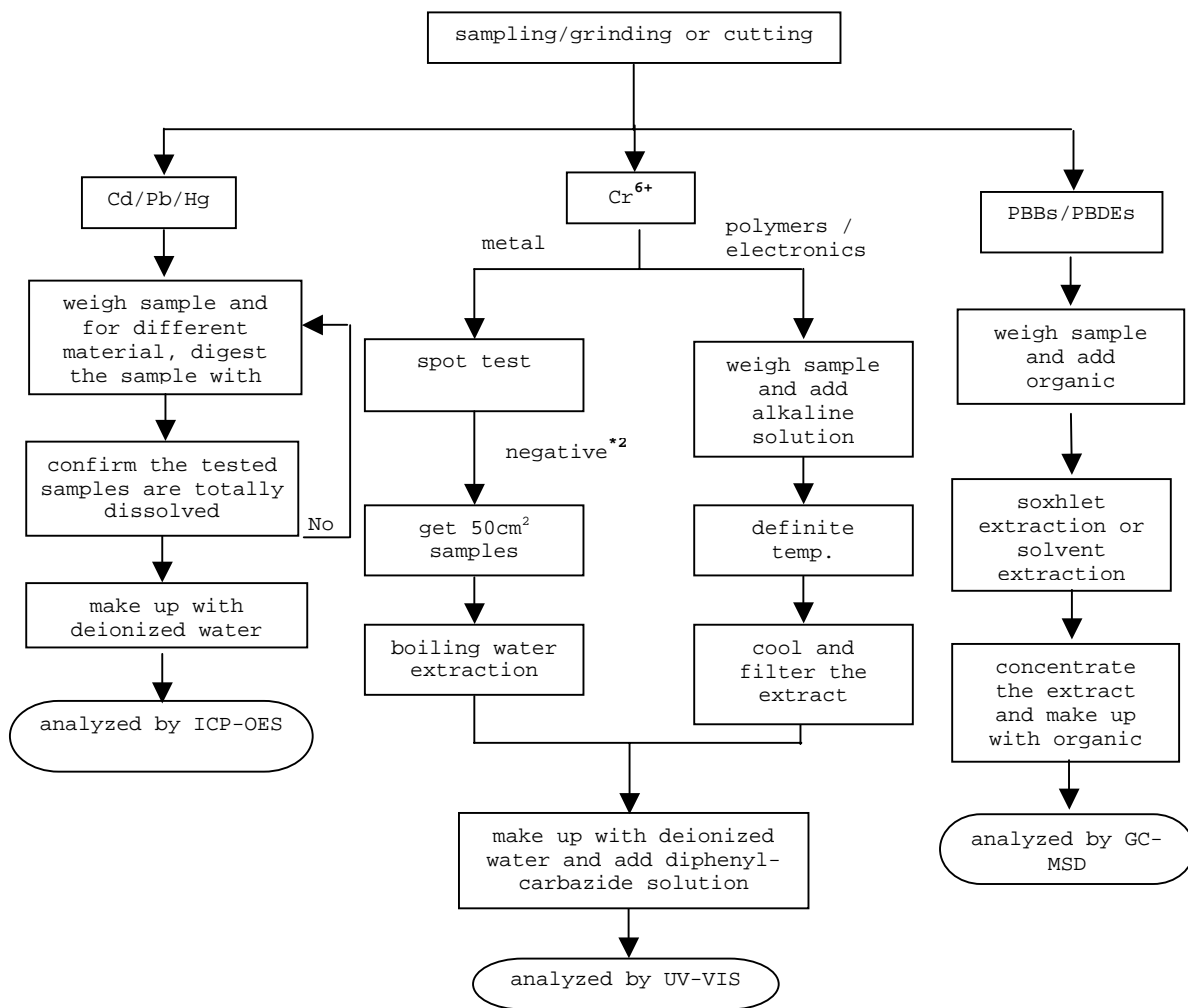 sampling/grinding or cutting
Cd/Pb/Hg
weigh sample and
for different
material, digest
the sample with
confirm the tested
samples are totally
dissolved
No
make up with
deionized water
analyzed by ICP-OES
Cr6+
metal
polymers /
electronics
spot test
negative*2
get 50cm2
samples
boiling water
extraction
weigh sample
and add
alkaline
solution
definite
temp.
cool and
filter the
extract
make up with deionized
water and add diphenyl-
carbazide solution
analyzed by UV-VIS
PBBs/PBDEs
weigh sample
and add
organic
soxhlet
extraction or
solvent
extraction
concentrate
the extract
and make up
with organic
analyzed by GC-
MSD